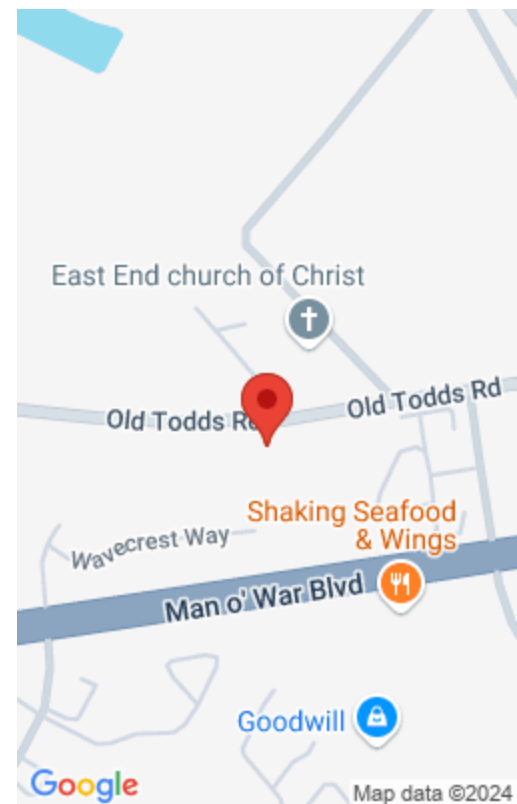 East End church of Christ
Old Todds Rd
Old Todds Rd
Shaking Seafood
& Wings
Wavecrest Way
Man o' War Blvd
Goodwill
Google
Map data ©2024